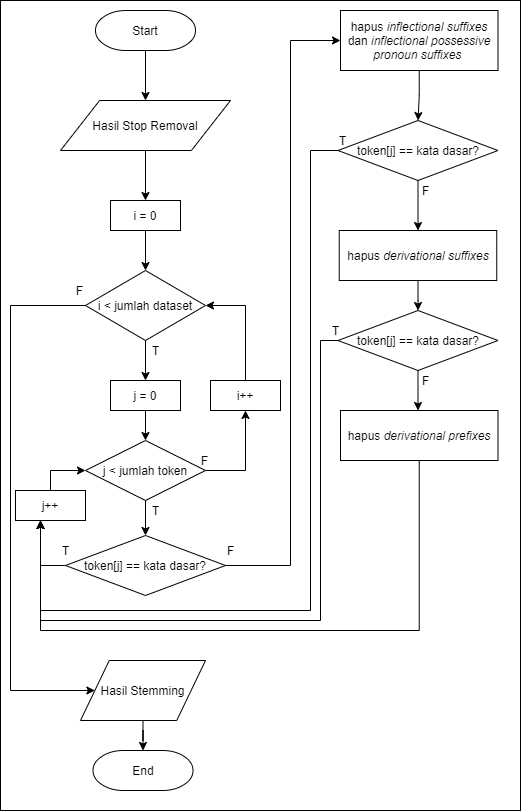 Start
Hasil Stop Removal
i = 0
i < jumlah dataset
F
T
j = 0
i++
j < jumlah token
F
T
j++
token[j] == kata dasar?
T
F
hapus inflectional suffixes
dan inflectional possessive
pronoun suffixes
token[j] == kata dasar?
T
F
hapus derivational suffixes
token[j] == kata dasar?
T
F
hapus derivational prefixes
Hasil Stemming
End